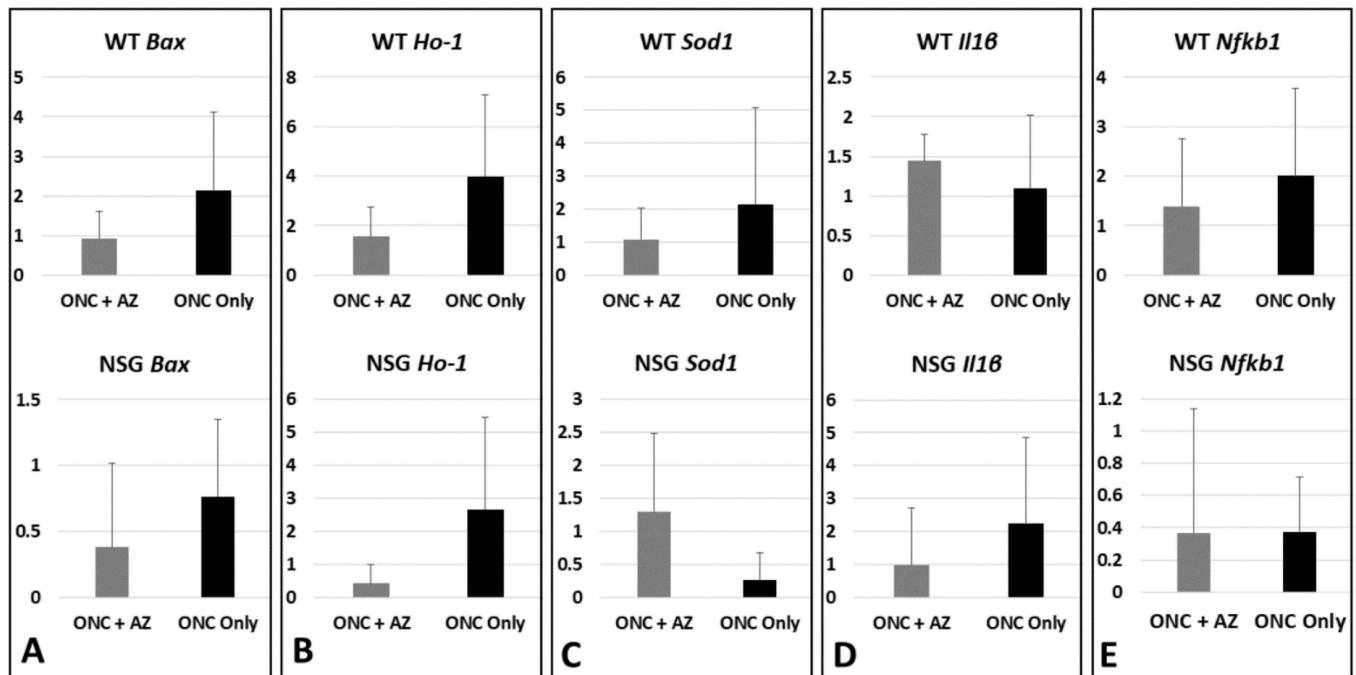 WT Bax
5
4
3
2
1
0
ONC + AZ ONC Only
NSG Bax
1.5
1
0.5
0
ONC + AZ ONC Only
A
WT Ho-1
8
6
4
2
0
ONC + AZ ONC Only
NSG Ho-1
6
5
4
3
2
1
0
ONC + AZ ONC Only
B
WT Sod1
6
5
4
3
2
1
0
ONC + AZ ONC Only
NSG Sod1
3
2.5
2
1.5
1
0.5
0
ONC + AZ ONC Only
C
WT Il1β
2.5
2
1.5
1
0.5
0
ONC + AZ ONC Only
NSG Il1β
6
5
4
3
2
1
0
ONC + AZ ONC Only
D
WT Nfkb1
4
3
2
1
0
ONC + AZ ONC Only
NSG Nfkb1
1.2
1
0.8
0.6
0.4
0.2
0
ONC + AZ ONC Only
E